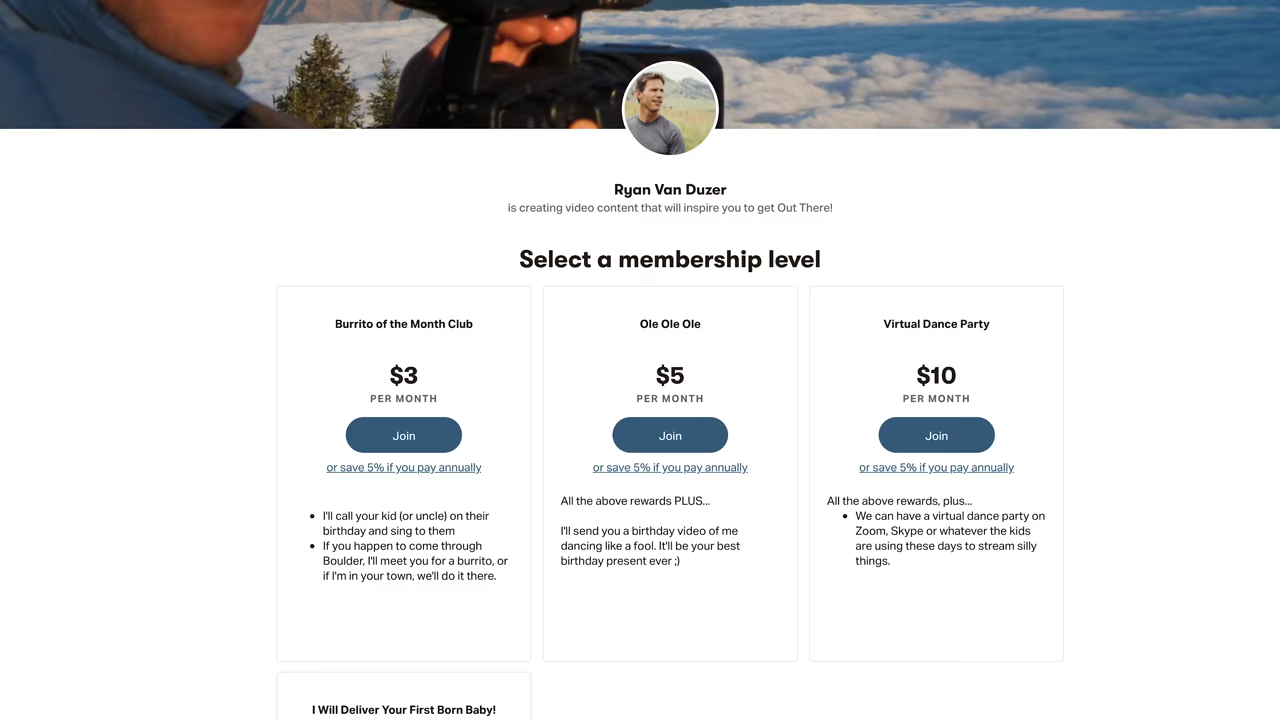 Ryan Van Duzer
is creating video content that will inspire you to get Out There!
Select a membership level
Burrito of the Month Club
$3
PER MONTH
Join
or save 5% if you pay annually
• I'll call your kid (or uncle) on their
birthday and sing to them
• If you happen to come through
Boulder, I'll meet you for a burrito, or
if I'm in your town, we'll do it there.
Ole Ole Ole
$5
PER MONTH
Join
or save 5% if you pay annually
All the above rewards PLUS...
I'll send you a birthday video of me
dancing like a fool. It'll be your best
birthday present ever ;)
Virtual Dance Party
$10
PER MONTH
Join
or save 5% if you pay annually
All the above rewards, plus...
• We can have a virtual dance party on
Zoom, Skype or whatever the kids
are using these days to stream silly
things.
I Will Deliver Your First Born Baby!